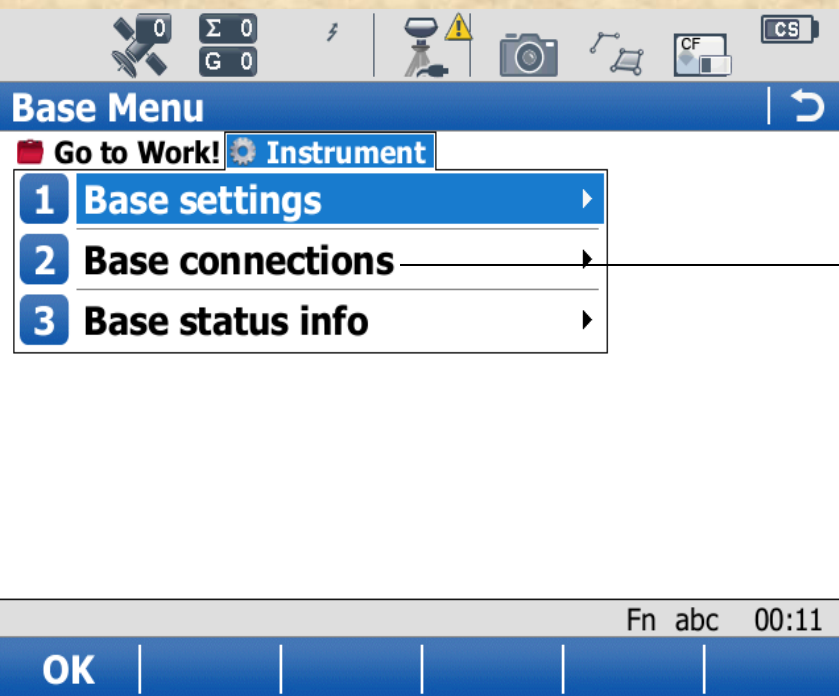 0 Σ 0
G 0
CF
CS
Base Menu
Go to Work! Instrument
1 Base settings
2 Base connections
3 Base status info
Fn abc 00:11
OK